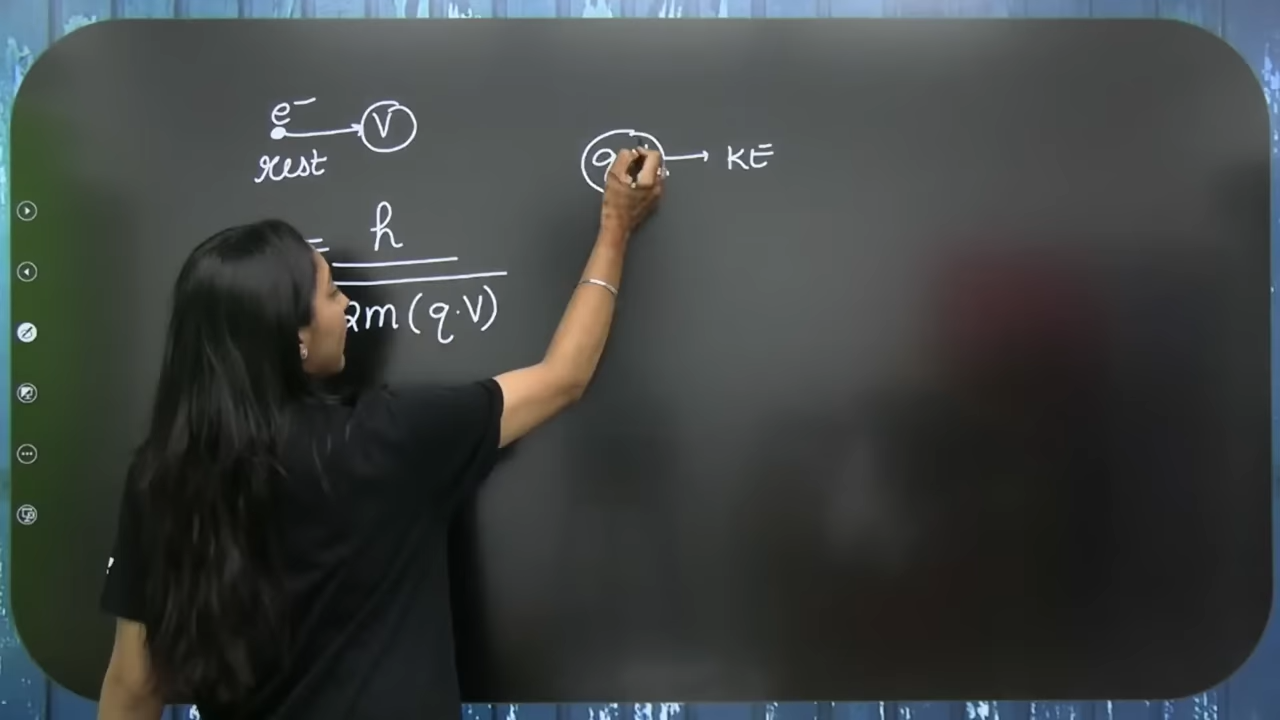 e⁻
V
rest
= h
2m(q.V)
q
KE